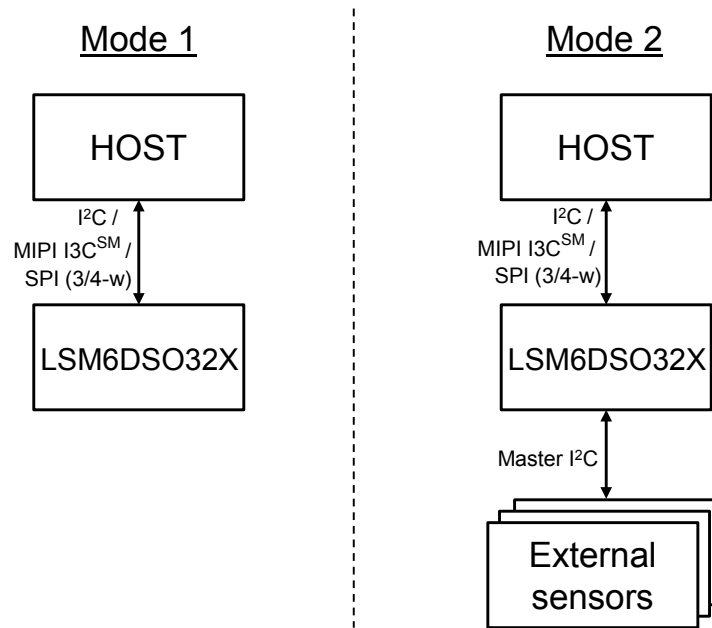 Mode 1
HOST
I²C /
MIPI I3Cˢᴹ /
SPI (3/4-w)
LSM6DSO32X
Mode 2
HOST
I²C /
MIPI I3Cˢᴹ /
SPI (3/4-w)
LSM6DSO32X
Master I²C
External
sensors